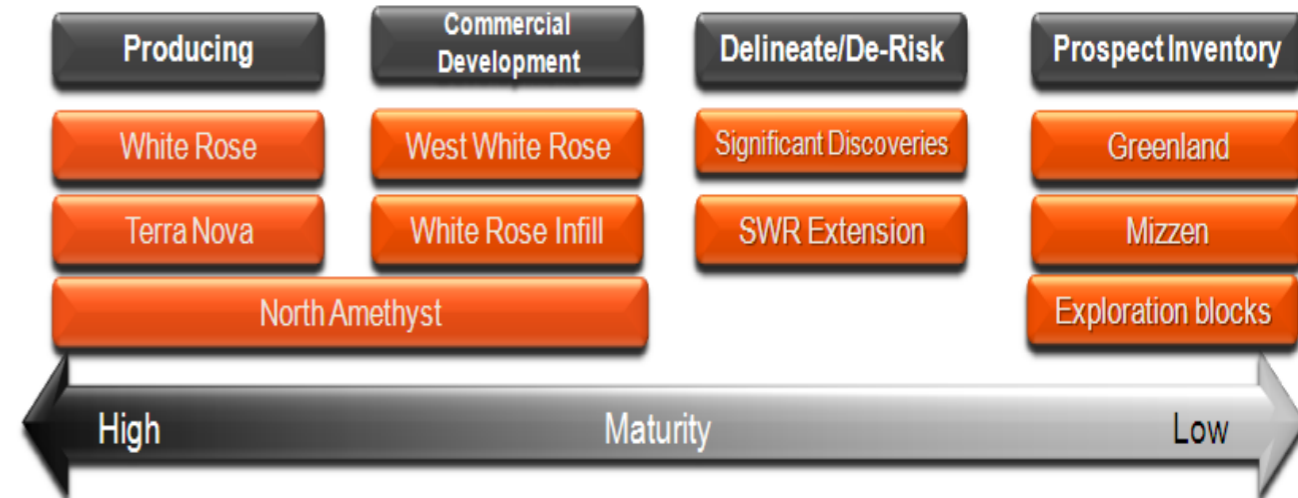 Producing
Commercial
Development
Delineate/De-Risk
Prospect Inventory
White Rose
West White Rose
Significant Discoveries
Greenland
Terra Nova
White Rose Infill
SWR Extension
Mizzen
North Amethyst
Exploration blocks
High
Maturity
Low